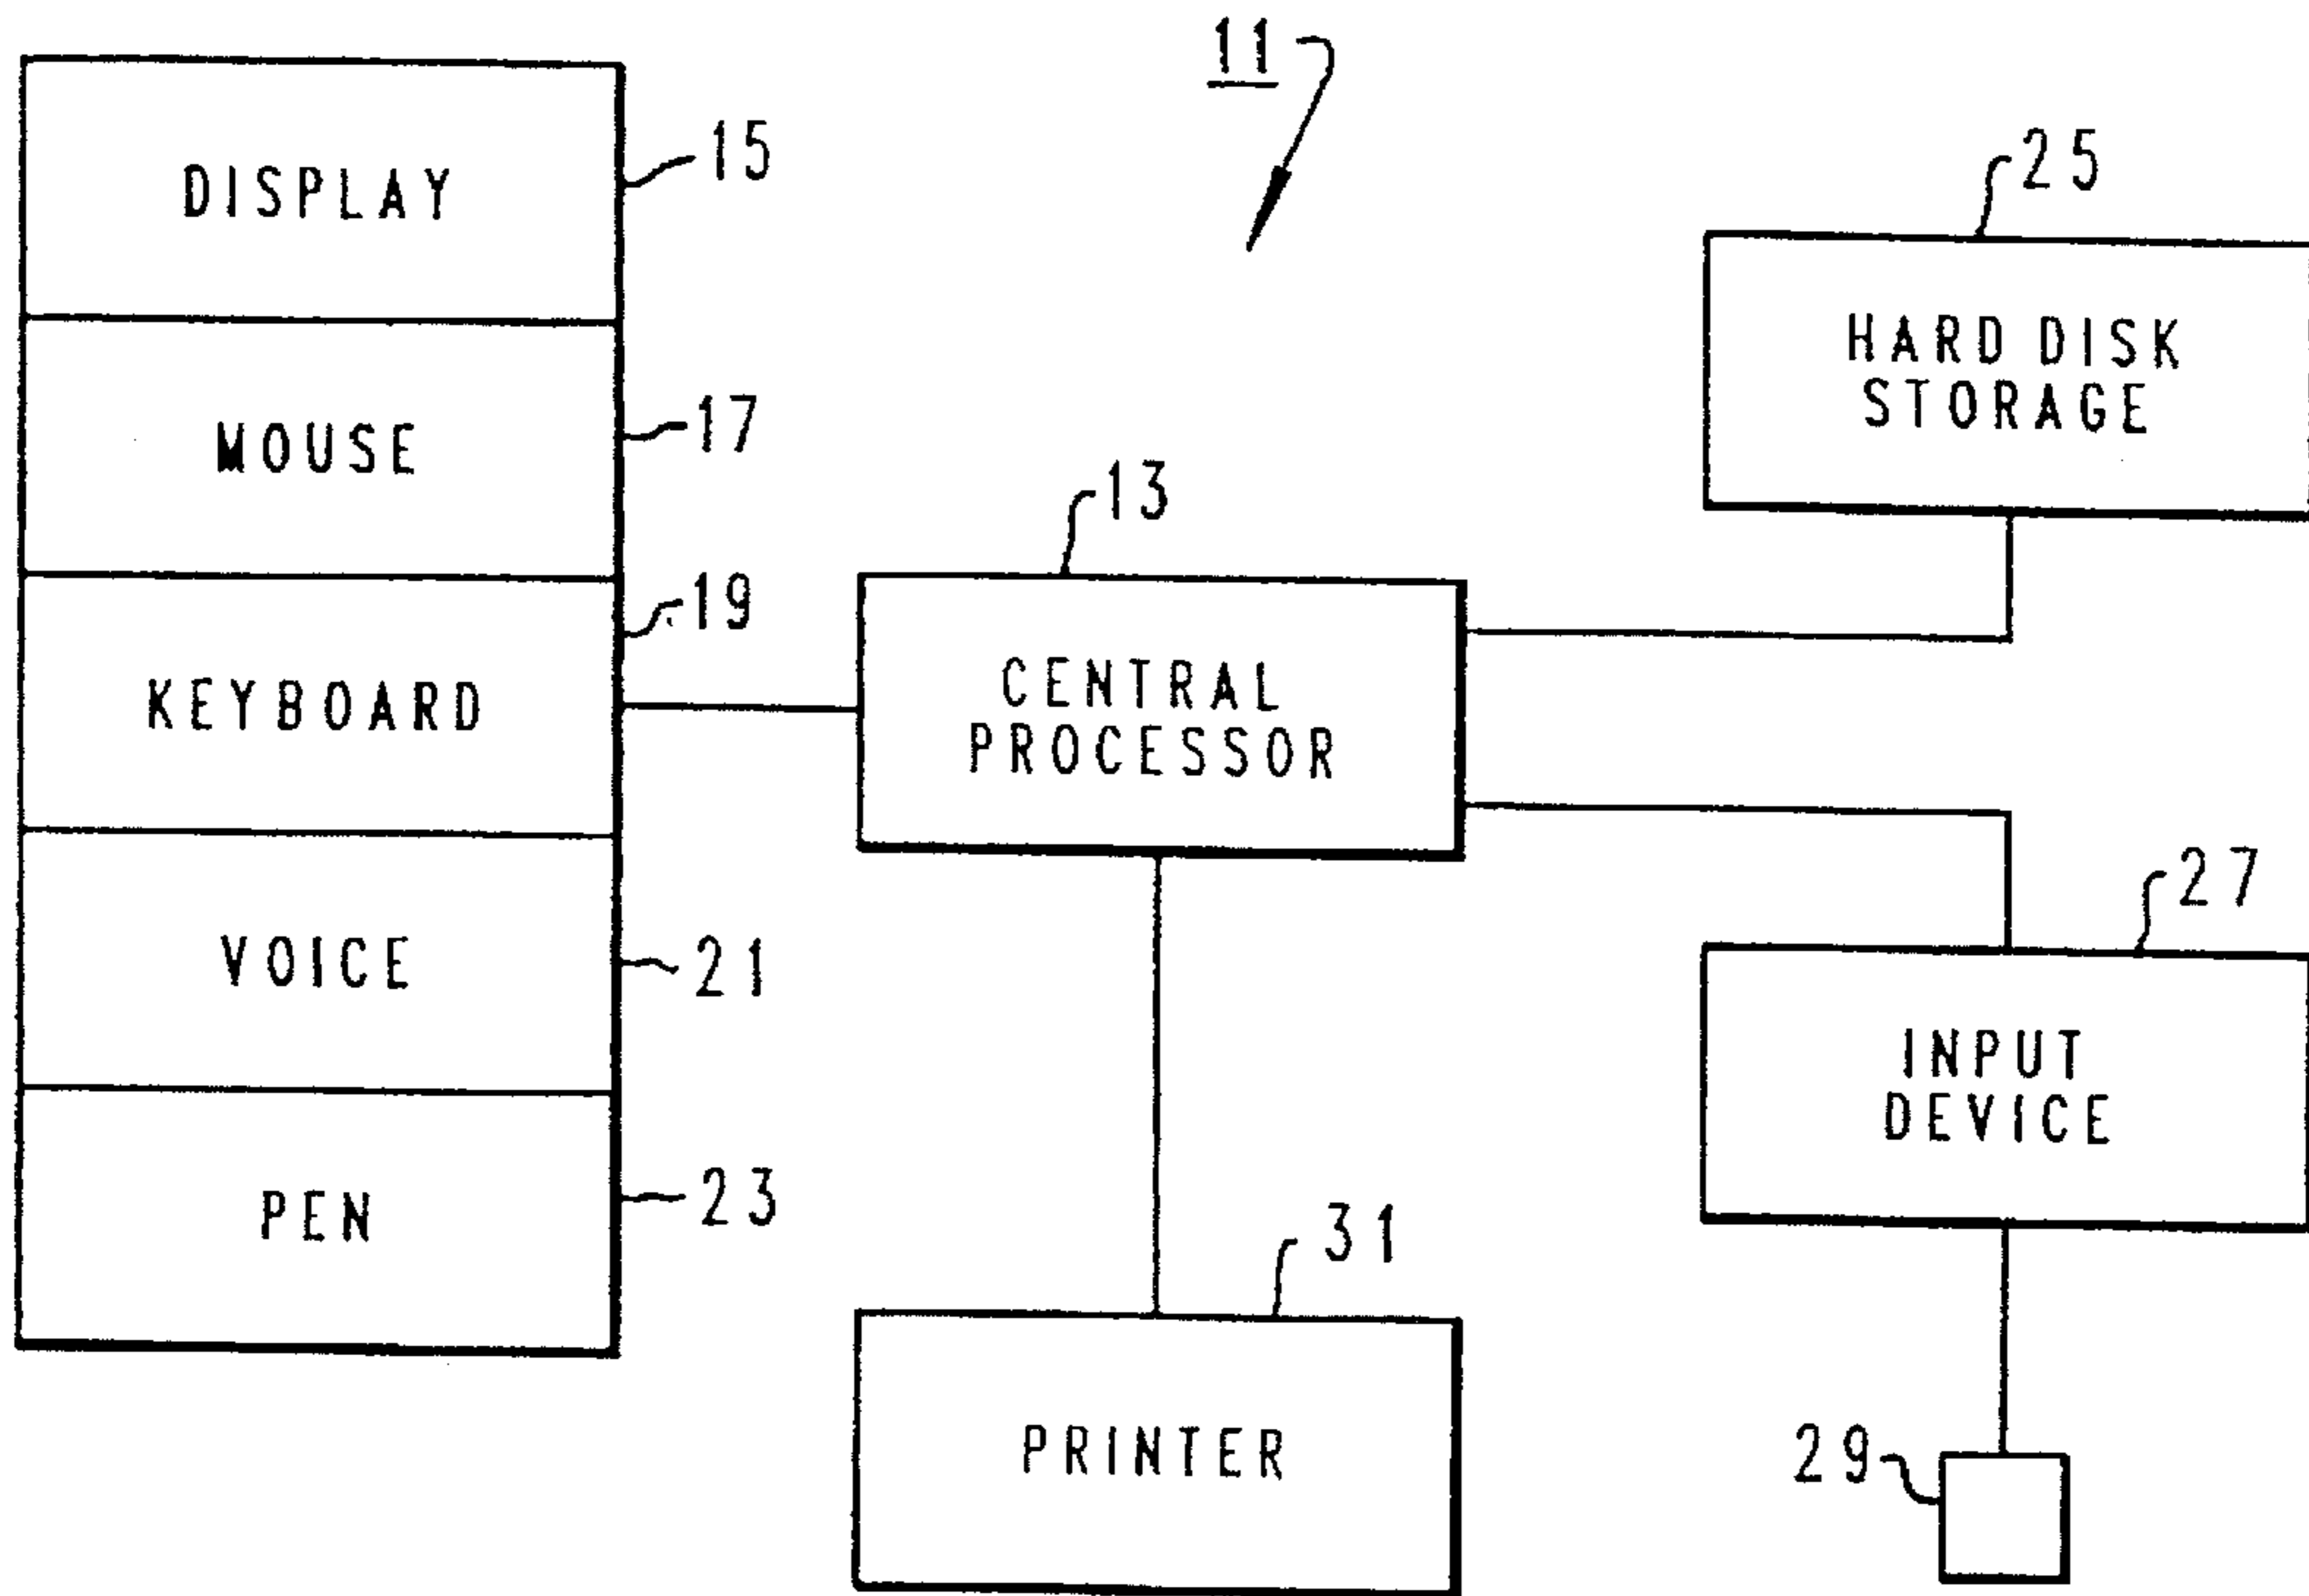 11
DISPLAY
15
MOUSE
17
KEYBOARD
19
VOICE
21
PEN
23
13
CENTRAL
PROCESSOR
25
HARD DISK
STORAGE
27
INPUT
DEVICE
31
PRINTER
29